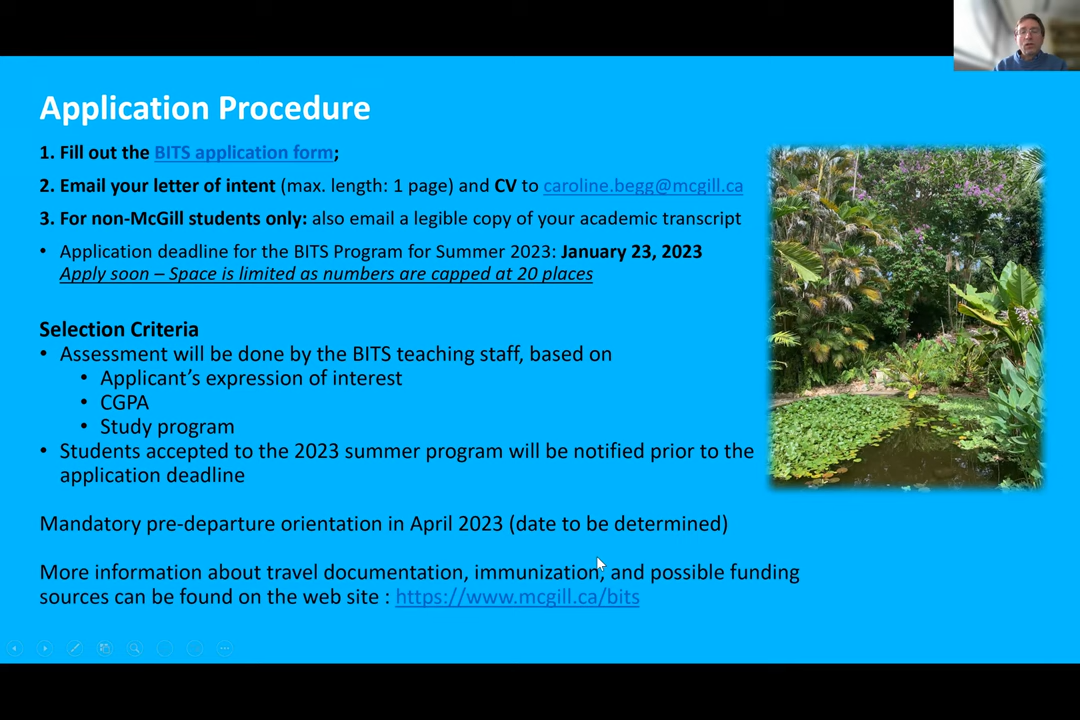 Application Procedure
1. Fill out the BITS application form;
2. Email your letter of intent (max. length: 1 page) and CV to caroline.begg@mcgill.ca
3. For non-McGill students only: also email a legible copy of your academic transcript
• Application deadline for the BITS Program for Summer 2023: January 23, 2023
Apply soon – Space is limited as numbers are capped at 20 places
Selection Criteria
• Assessment will be done by the BITS teaching staff, based on
• Applicant’s expression of interest
• CGPA
• Study program
• Students accepted to the 2023 summer program will be notified prior to the
application deadline
Mandatory pre-departure orientation in April 2023 (date to be determined)
More information about travel documentation, immunization, and possible funding
sources can be found on the web site : https://www.mcgill.ca/bits